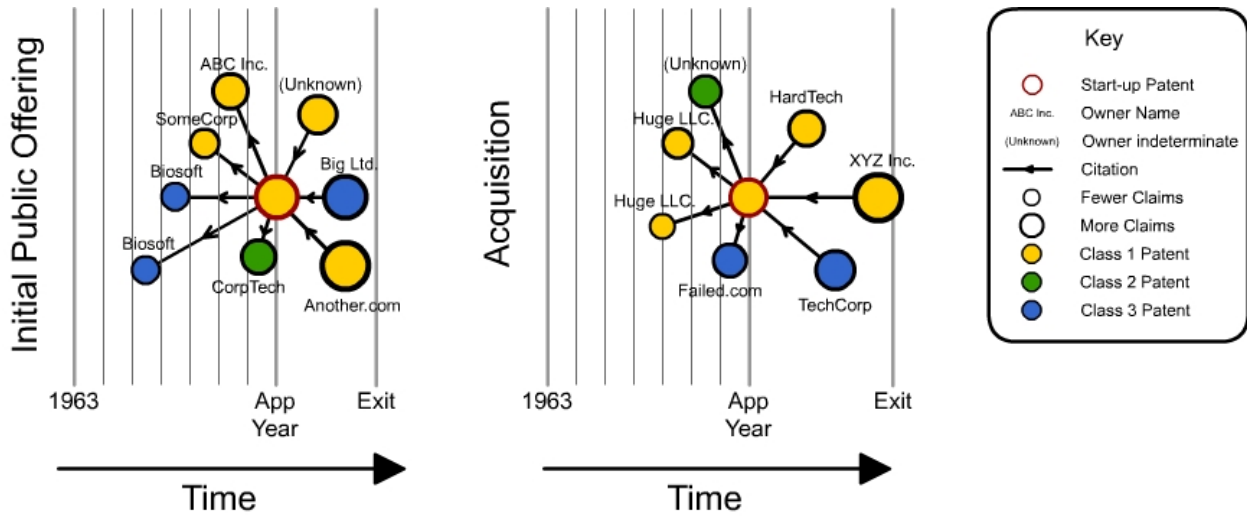 Initial Public Offering
ABC Inc.
(Unknown)
SomeCorp
Biosoft
Big Ltd.
Biosoft
CorpTech
Another.com
1963
App
Year
Exit
Time
Acquisition
(Unknown)
HardTech
Huge LLC.
XYZ Inc.
Huge LLC.
Failed.com
TechCorp
1963
App
Year
Exit
Time
Key
Start-up Patent
ABC Inc. Owner Name
(Unknown) Owner indeterminate
Citation
Fewer Claims
More Claims
Class 1 Patent
Class 2 Patent
Class 3 Patent